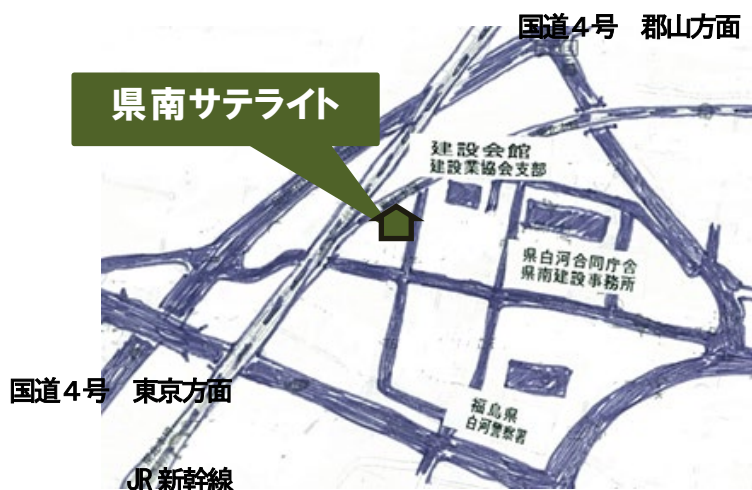 国道４号　郡山方面
県南サテライト
建設会館
建設業協会支部
県白河合同庁舎
県南建設事務所
国道４号　東京方面
福島県
白河警察署
JR 新幹線